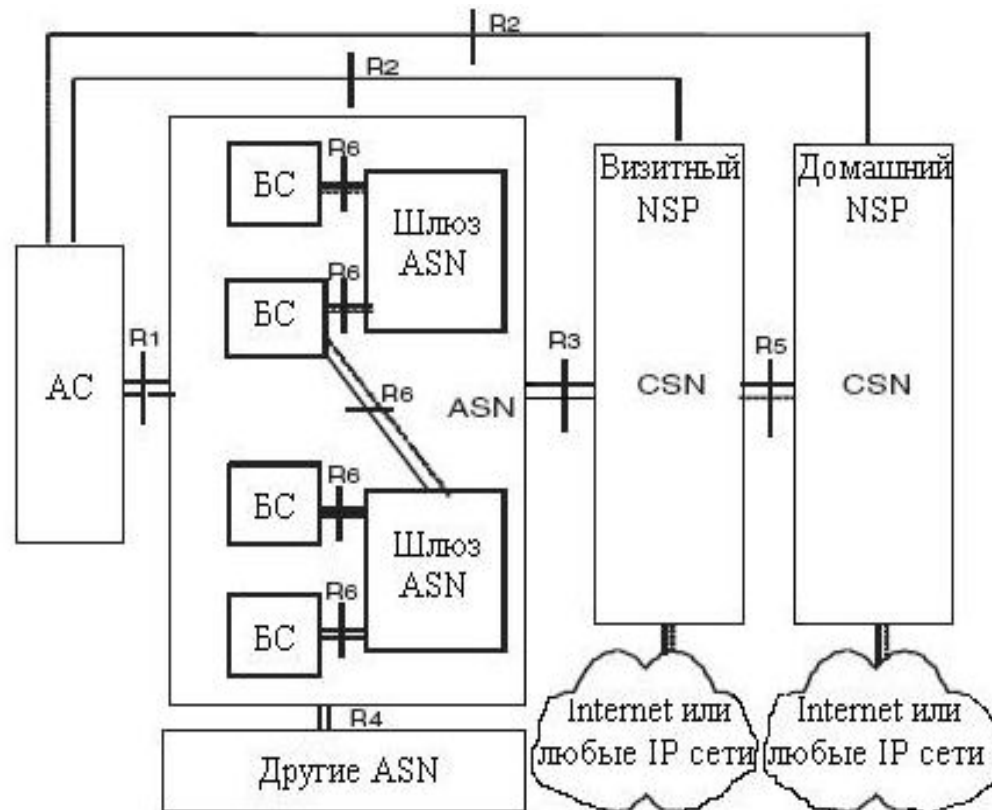 R2
R2
R6
БС
Шлюз
ASN
R6
БС
R6
ASN
R6
БС
Шлюз
ASN
R6
БС
АС
R1
R3
Визитный
NSP
CSN
R5
Домашний
NSP
CSN
R4
Другие ASN
Internet или
любые IP сети
Internet или
любые IP сети